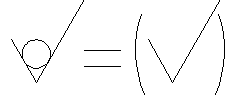 = (✓)